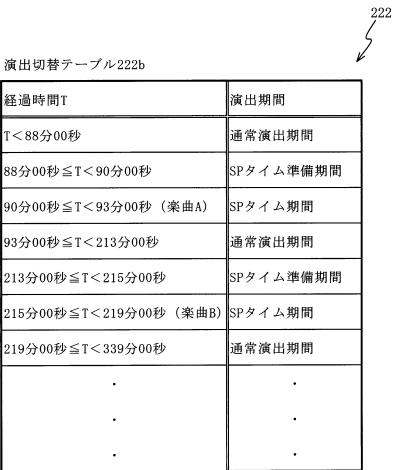 222
演出切替テーブル222b
経過時間T 演出期間
T<88分00秒 通常演出期間
88分00秒≦T<90分00秒 SPタイム準備期間
90分00秒≦T<93分00秒 (楽曲A) SPタイム期間
93分00秒≦T<213分00秒 通常演出期間
213分00秒≦T<215分00秒 SPタイム準備期間
215分00秒≦T<219分00秒 (楽曲B) SPタイム期間
219分00秒≦T<339分00秒 通常演出期間
· ·
· ·
· ·